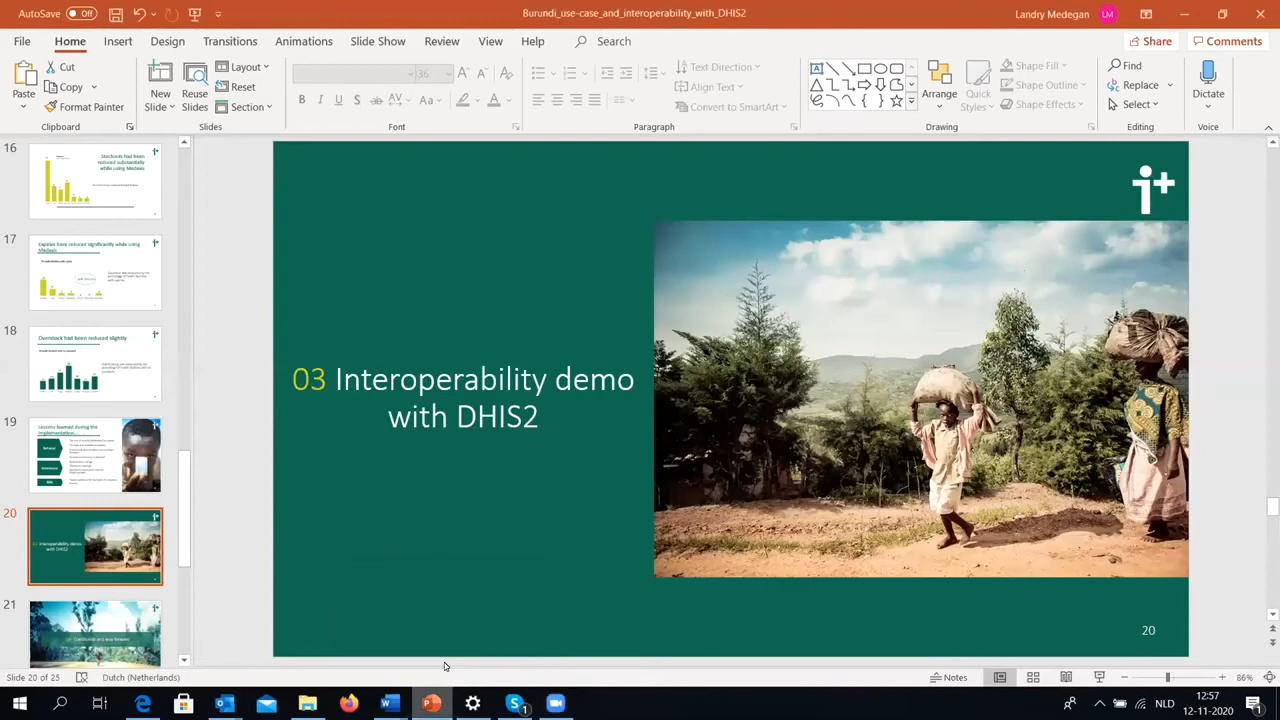 AutoSave Off
Burundi_use-case_and_interoperability_with_DHIS2
Landry Medegan LM
File Home Insert Draw Design Transitions Animations Slide Show Review View Help Search
Share Comments
Paste
Cut
Copy
Format Painter
Clipboard
New Slide
Reuse Slides
Layout
Reset
Section
Slides
36
Font
Text Direction
Align Text
Convert to SmartArt
Paragraph
Arrange
Quick Styles
Shape Fill
Shape Outline
Shape Effects
Drawing
Find
Replace
Select
Editing
Dictate
Voice
16
Stockouts had been
reduced substantially
while using Medexis
17
Expiries have reduced significantly while using
Medexis
18
Overstock had been reduced slightly
19
Lessons learned during the
implementation...
20
03 Interoperability demo
with DHIS2
21
i+
03 Interoperability demo
with DHIS2
20
Slide 20 of 25
Dutch (Netherlands)
Notes
86%
NLD
12:57
12-11-2020